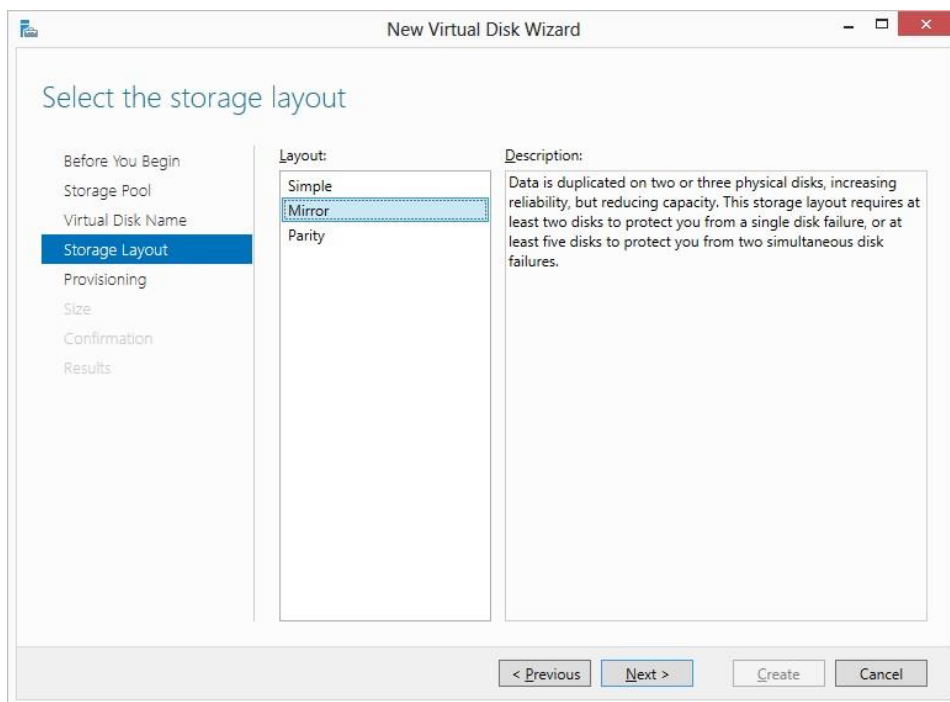 New Virtual Disk Wizard
Select the storage layout
Before You Begin
Storage Pool
Virtual Disk Name
Storage Layout
Provisioning
Size
Confirmation
Results
Layout:
Simple
Mirror
Parity
Description:
Data is duplicated on two or three physical disks, increasing
reliability, but reducing capacity. This storage layout requires at
least two disks to protect you from a single disk failure, or at
least five disks to protect you from two simultaneous disk
failures.
< Previous
Next >
Create
Cancel